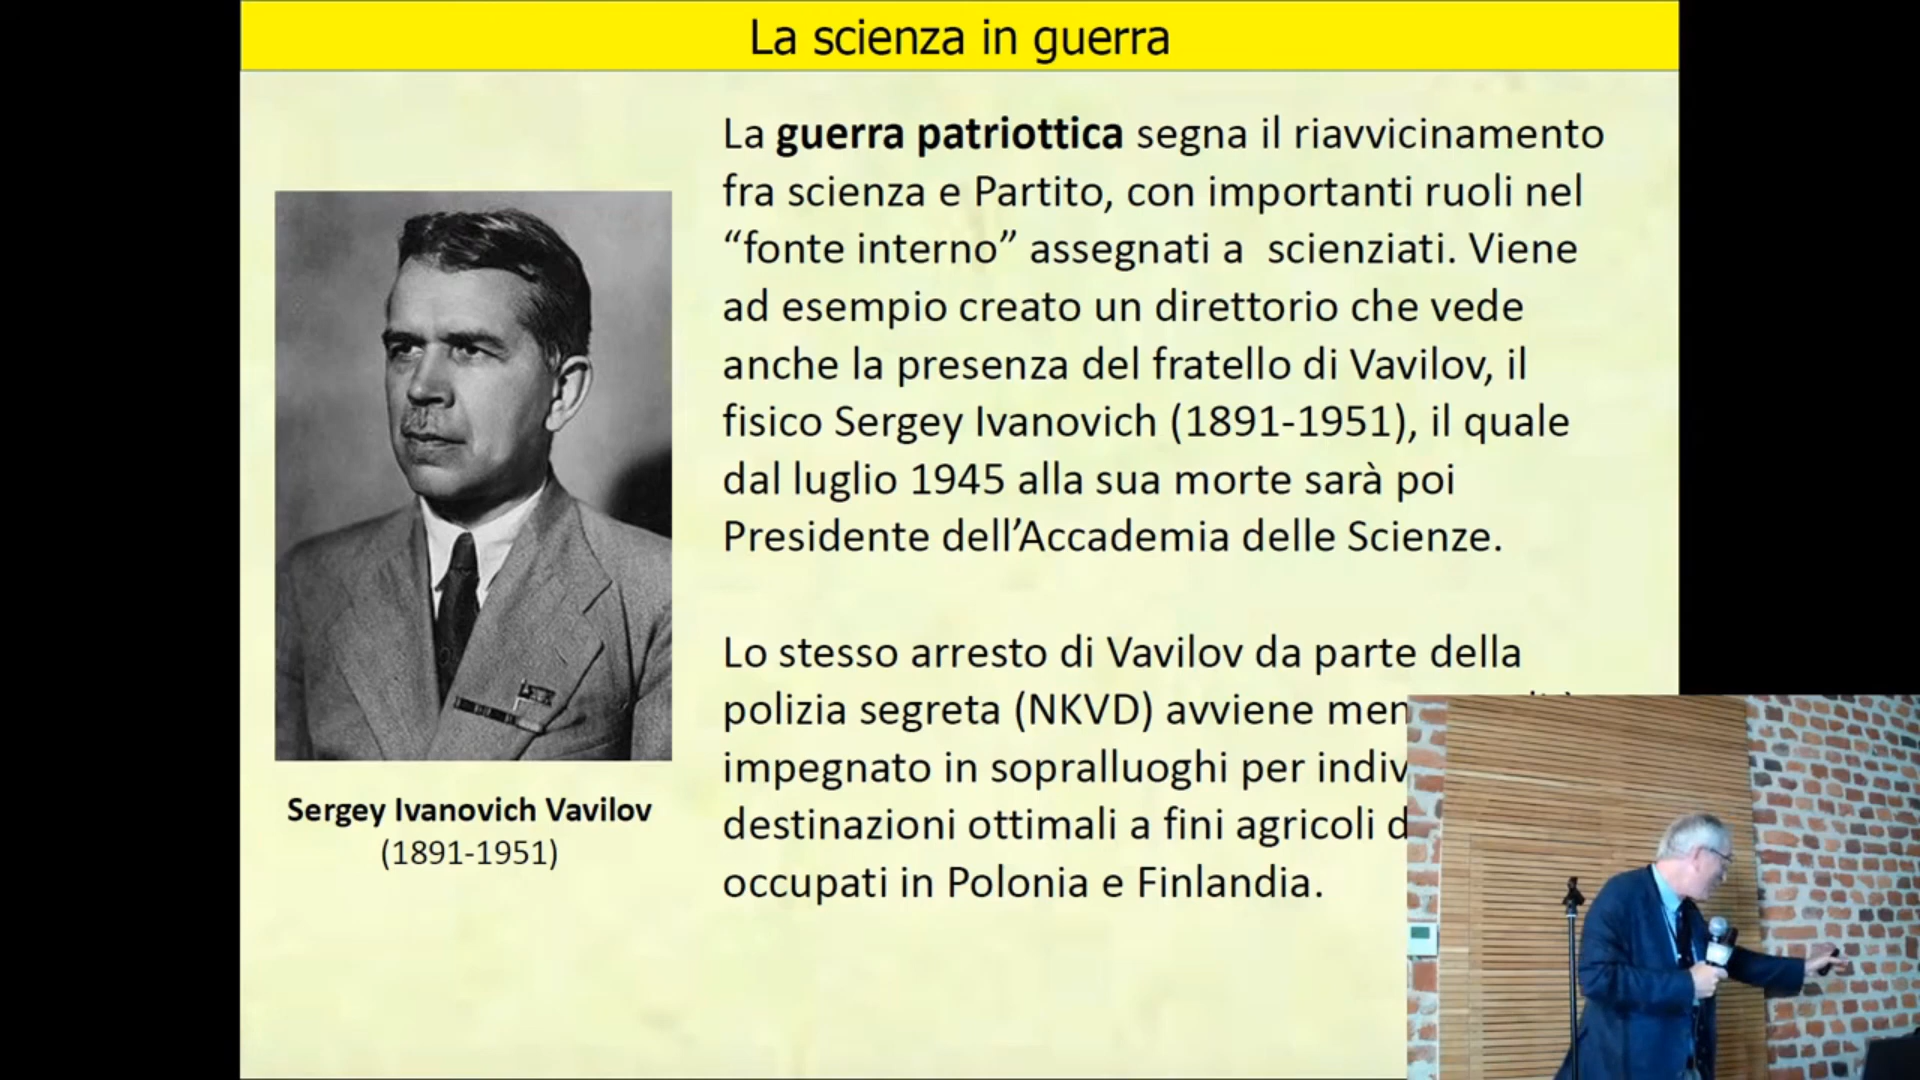 La scienza in guerra
La guerra patriottica segna il riavvicinamento
fra scienza e Partito, con importanti ruoli nel
“fonte interno” assegnati a  scienziati. Viene
ad esempio creato un direttorio che vede
anche la presenza del fratello di Vavilov, il
fisico Sergey Ivanovich (1891-1951), il quale
dal luglio 1945 alla sua morte sarà poi
Presidente dell’Accademia delle Scienze.
Lo stesso arresto di Vavilov da parte della
polizia segreta (NKVD) avviene
impegnato in sopralluoghi per
destinazioni ottimali a fini agricoli
occupati in Polonia e Finlandia.
Sergey Ivanovich Vavilov
(1891-1951)